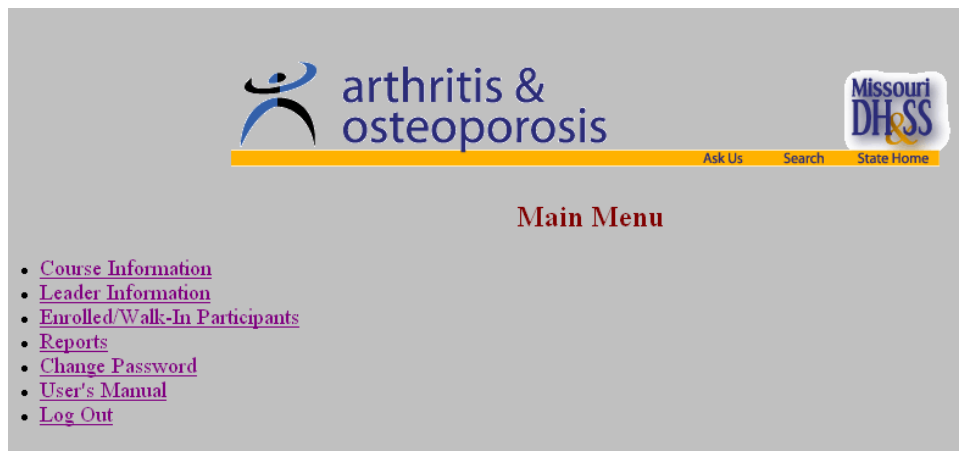 arthritis &
osteoporosis
Missouri
DH&SS
Ask Us Search State Home
Main Menu
Course Information
Leader Information
Enrolled/Walk-In Participants
Reports
Change Password
User's Manual
Log Out